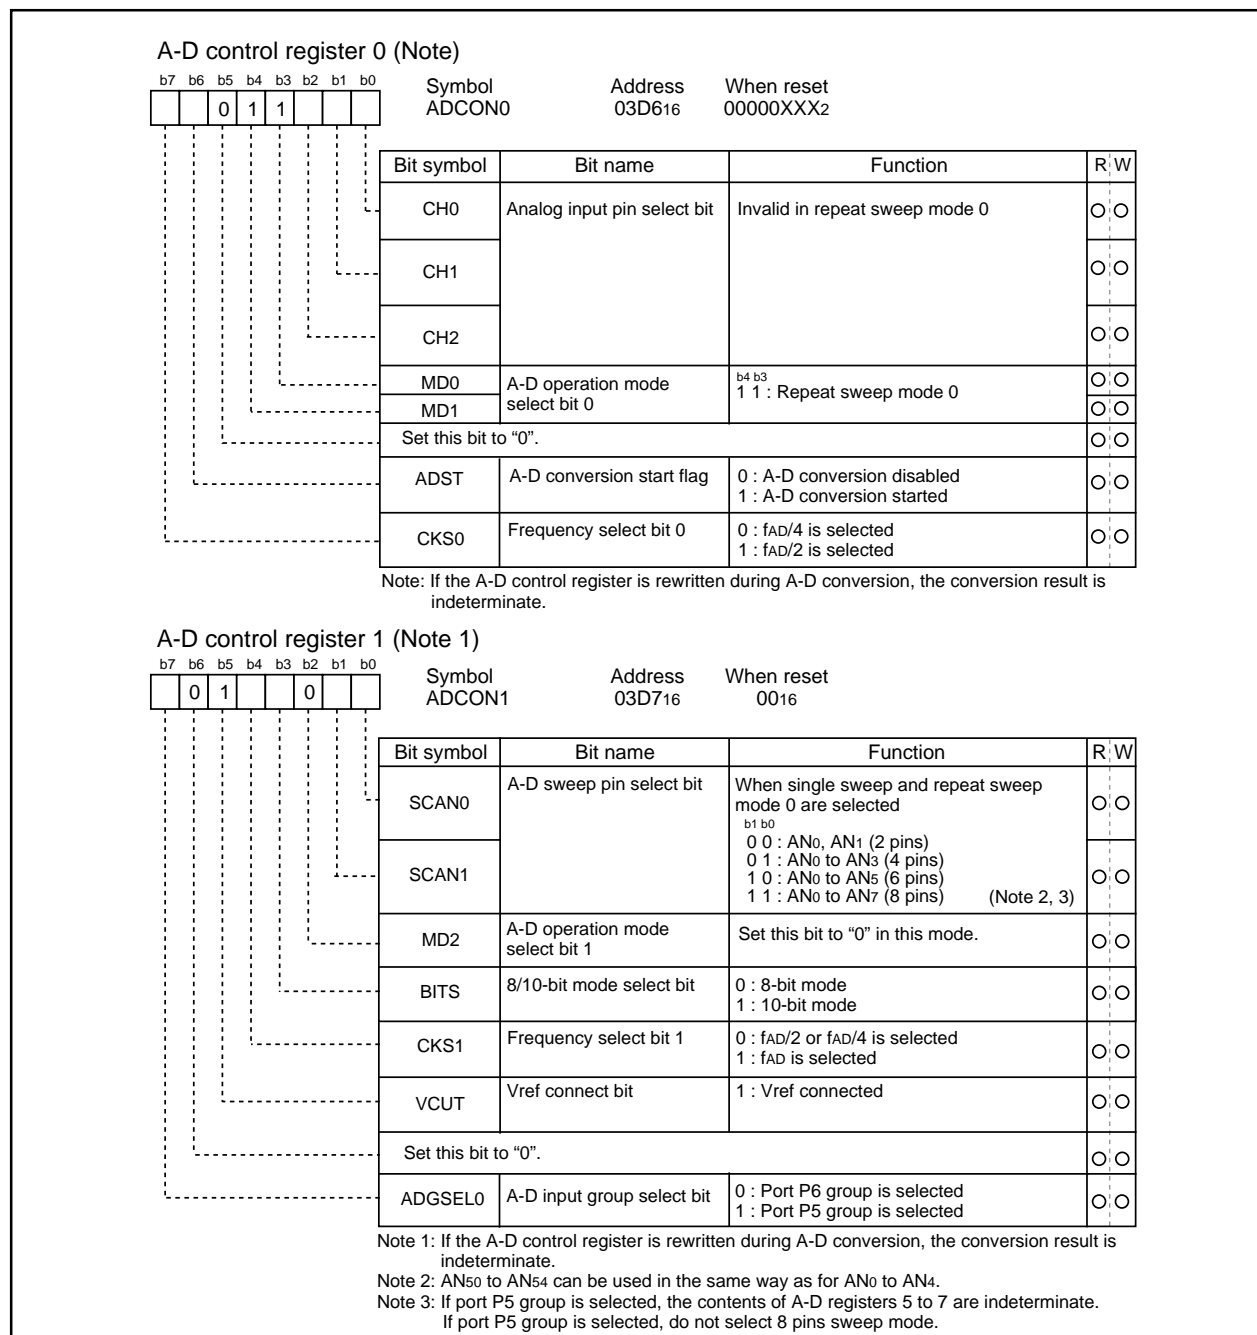 A-D control register 0 (Note)
b7 b6 b5 b4 b3 b2 b1 b0
0 1 1
Symbol Address When reset
ADCON0 03D616 00000XXX2
Bit symbol Bit name Function R W
CH0 Analog input pin select bit Invalid in repeat sweep mode 0
CH1
CH2
MD0 A-D operation mode select bit 0
b4 b3
1 1 : Repeat sweep mode 0
MD1
Set this bit to “0”.
ADST A-D conversion start flag 0 : A-D conversion disabled
1 : A-D conversion started
CKS0 Frequency select bit 0 0 : fAD/4 is selected
1 : fAD/2 is selected
Note: If the A-D control register is rewritten during A-D conversion, the conversion result is
indeterminate.
A-D control register 1 (Note 1)
b7 b6 b5 b4 b3 b2 b1 b0
0 1 0
Symbol Address When reset
ADCON1 03D716 0016
Bit symbol Bit name Function R W
SCAN0 A-D sweep pin select bit When single sweep and repeat sweep
mode 0 are selected
b1 b0
0 0 : AN0, AN1 (2 pins)
0 1 : AN0 to AN3 (4 pins)
1 0 : AN0 to AN5 (6 pins)
1 1 : AN0 to AN7 (8 pins) (Note 2, 3)
SCAN1
MD2 A-D operation mode select bit 1 Set this bit to “0” in this mode.
BITS 8/10-bit mode select bit 0 : 8-bit mode
1 : 10-bit mode
CKS1 Frequency select bit 1 0 : fAD/2 or fAD/4 is selected
1 : fAD is selected
VCUT Vref connect bit 1 : Vref connected
Set this bit to “0”.
ADGSEL0 A-D input group select bit 0 : Port P6 group is selected
1 : Port P5 group is selected
Note 1: If the A-D control register is rewritten during A-D conversion, the conversion result is
indeterminate.
Note 2: AN50 to AN54 can be used in the same way as for AN0 to AN4.
Note 3: If port P5 group is selected, the contents of A-D registers 5 to 7 are indeterminate.
If port P5 group is selected, do not select 8 pins sweep mode.